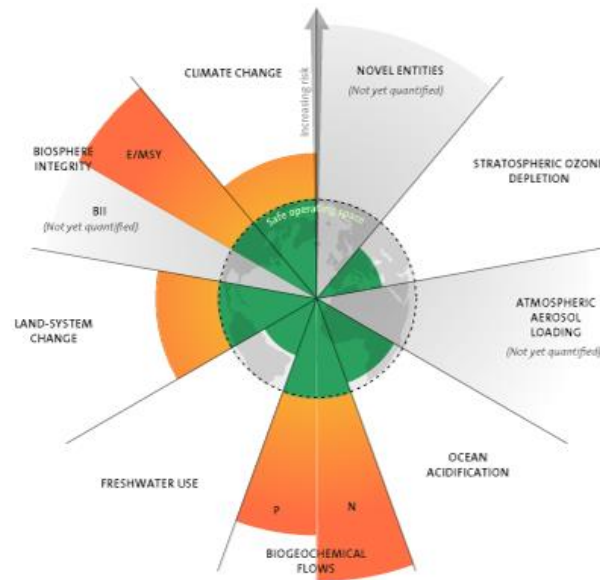 CLIMATE CHANGE
Increasing risk
NOVEL ENTITIES
(Not yet quantified)
STRATOSPHERIC OZONE
DEPLETION
ATMOSPHERIC
AEROSOL
LOADING
(Not yet quantified)
OCEAN
ACIDIFICATION
N
P
BIOGEOCHEMICAL
FLOWS
FRESHWATER USE
LAND-SYSTEM
CHANGE
BIOSPHERE
INTEGRITY
E/MSY
BII
(Not yet quantified)
Safe operating space